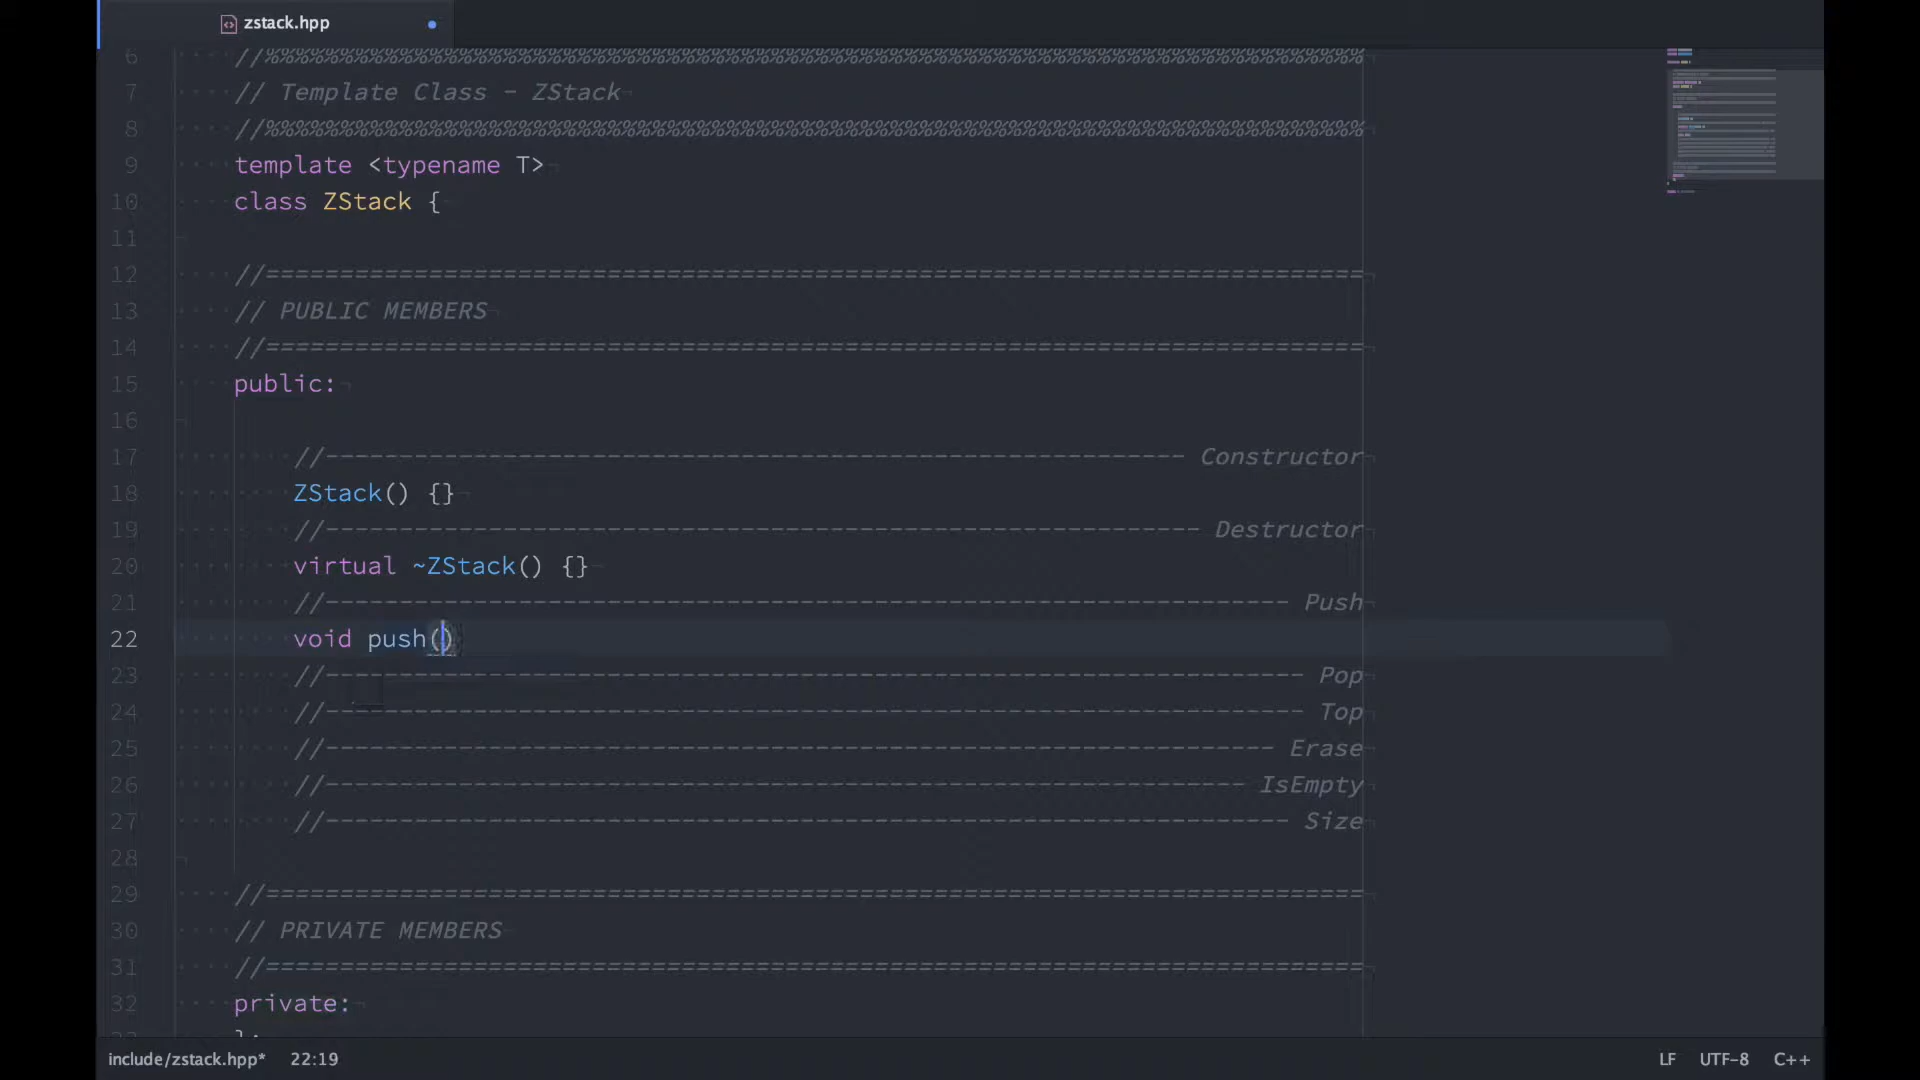 zstack.hpp
6 //%%%%%%%%%%%%%%%%%%%%%%%%%%%%%%%%%%%%%%%%%%%%%%%%%%%%%%%%%%%%%%%%%%%%%%%%%%
7 // Template Class - ZStack
8 //%%%%%%%%%%%%%%%%%%%%%%%%%%%%%%%%%%%%%%%%%%%%%%%%%%%%%%%%%%%%%%%%%%%%%%%%%%
9 template <typename T>
10 class ZStack {
11
12 //==========================================================================
13 // PUBLIC MEMBERS
14 //==========================================================================
15 public:
16
17 //---------------------------------------------------------- Constructor
18 ZStack() {}
19 //----------------------------------------------------------- Destructor
20 virtual ~ZStack() {}
21 //----------------------------------------------------------------- Push
22 void push()
23 //------------------------------------------------------------------ Pop
24 //------------------------------------------------------------------ Top
25 //---------------------------------------------------------------- Erase
26 //-------------------------------------------------------------- IsEmpty
27 //----------------------------------------------------------------- Size
28
29 //==========================================================================
30 // PRIVATE MEMBERS
31 //==========================================================================
32 private:
include/zstack.hpp* 22:19 LF UTF-8 C++